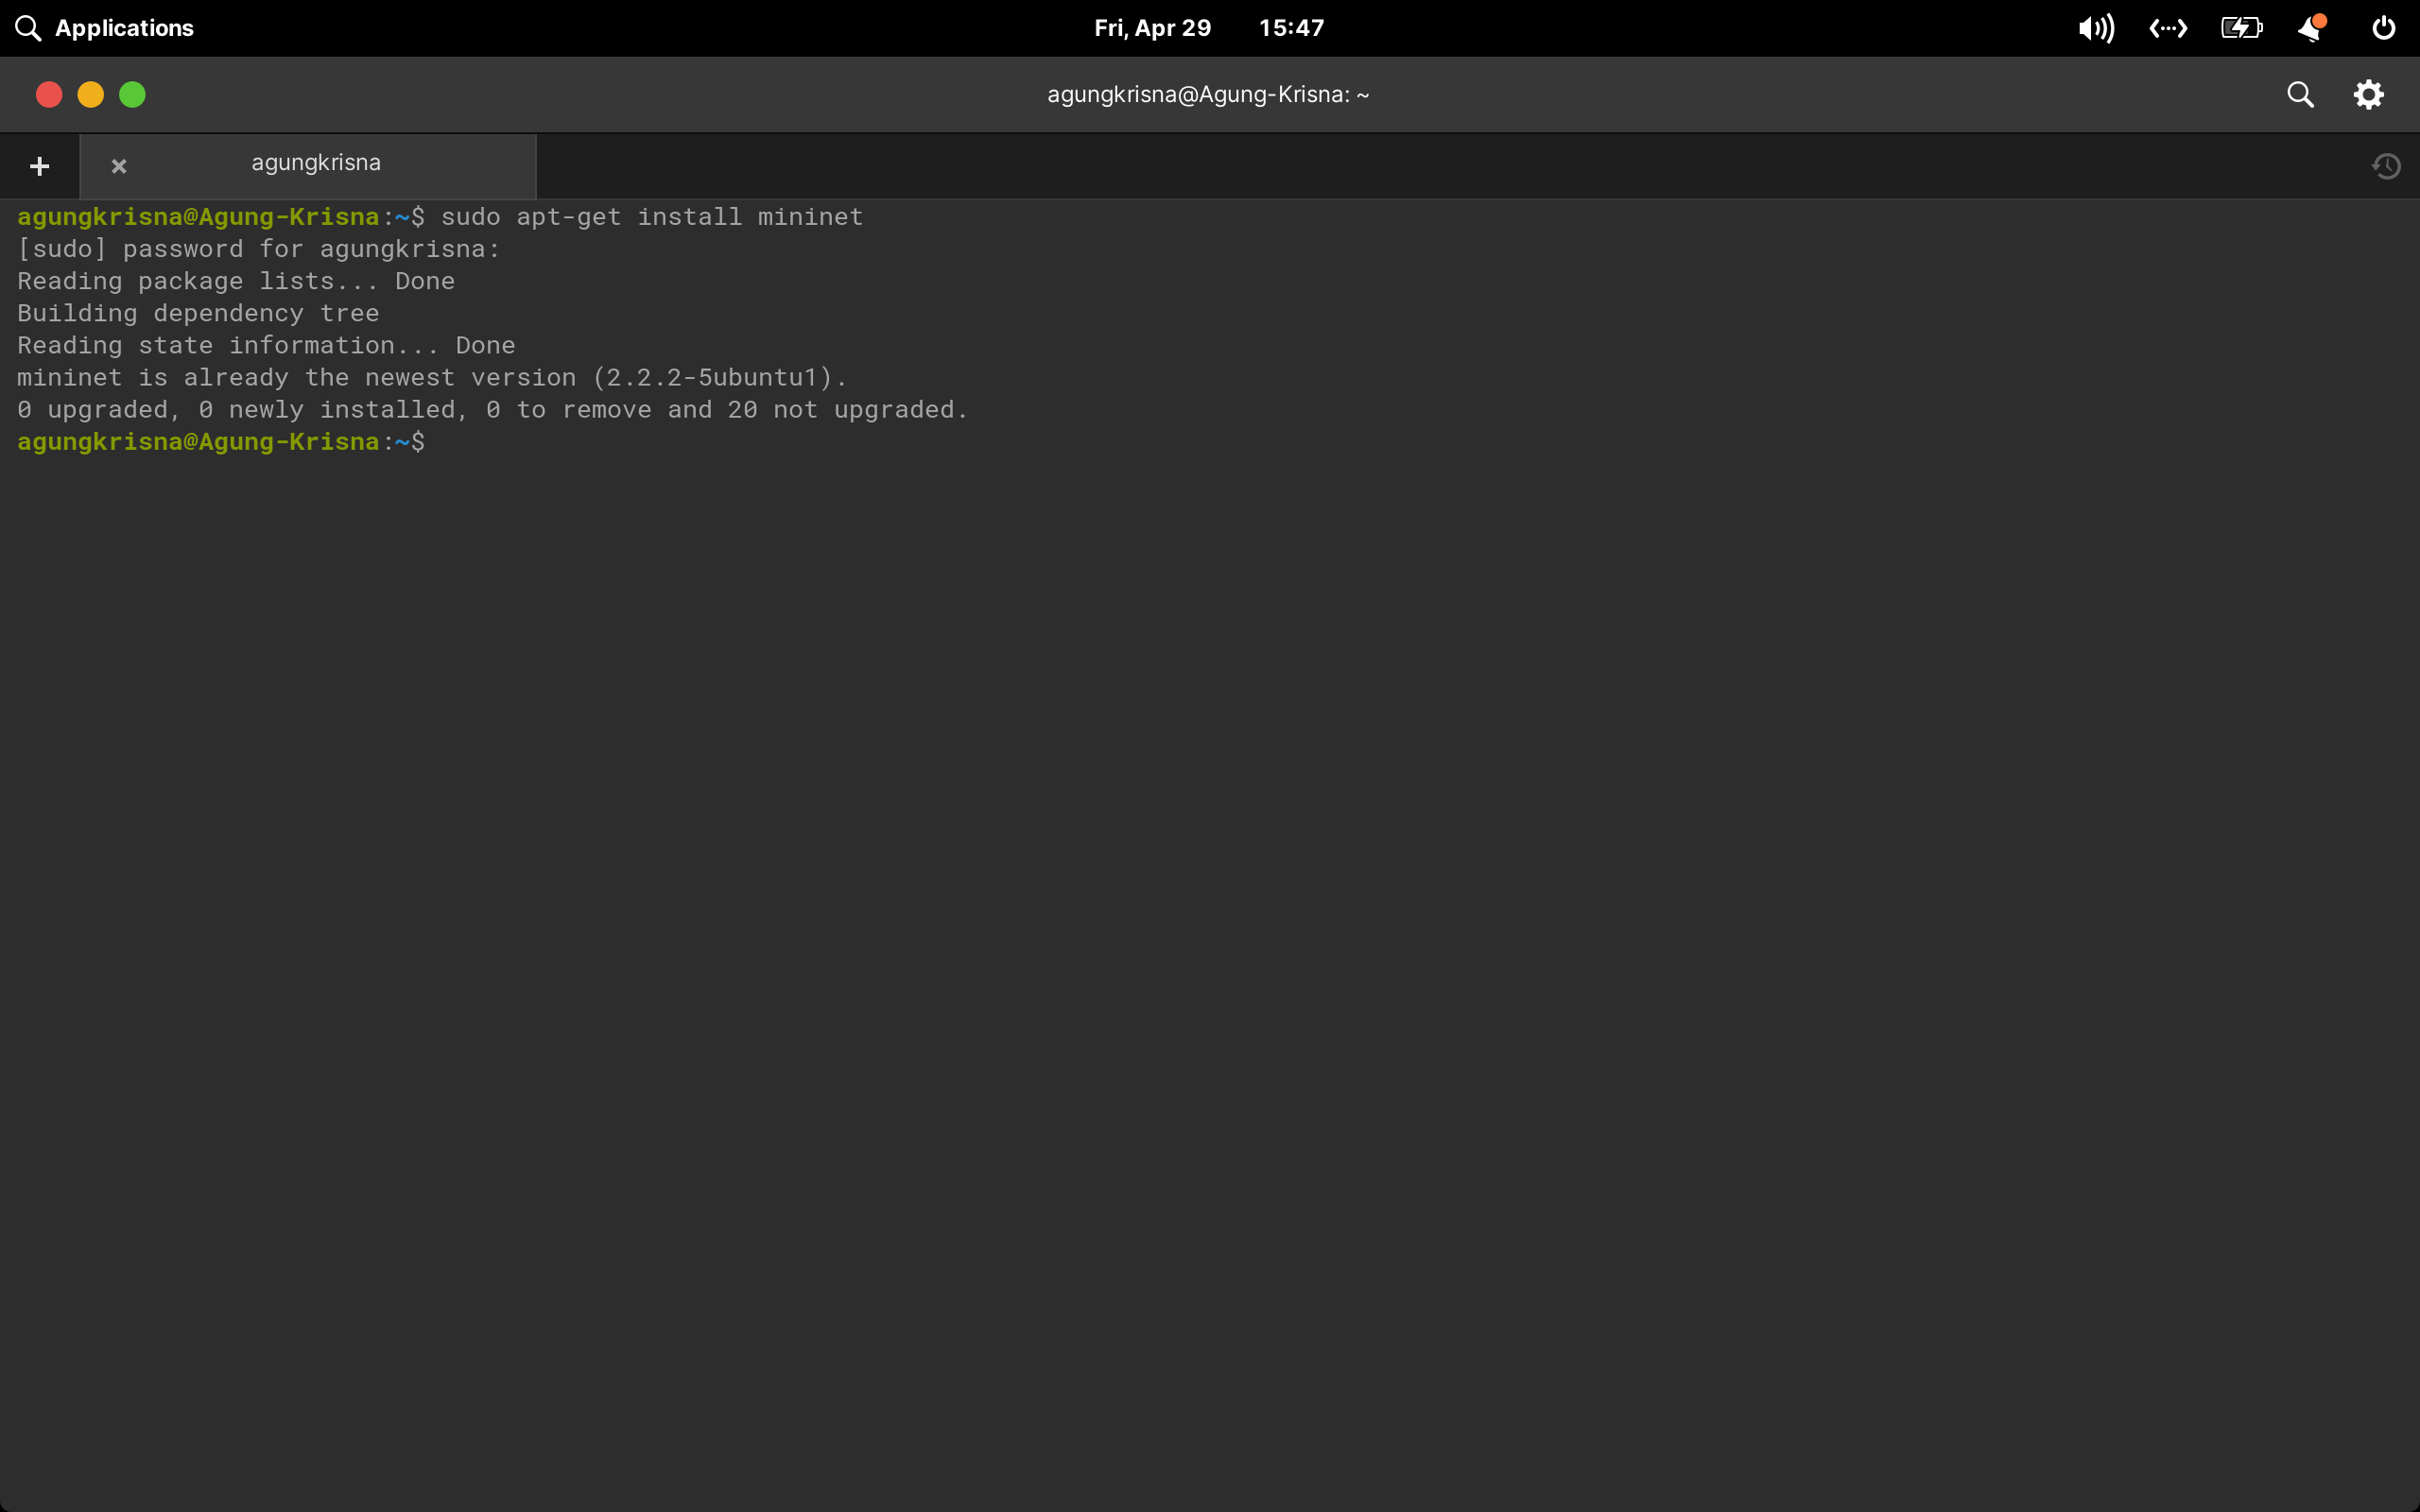 Applications
Fri, Apr 29 15:47
agungkrisna@Agung-Krisna: ~
agungkrisna
agungkrisna@Agung-Krisna:~$ sudo apt-get install mininet
[sudo] password for agungkrisna:
Reading package lists... Done
Building dependency tree
Reading state information... Done
mininet is already the newest version (2.2.2-5ubuntu1).
0 upgraded, 0 newly installed, 0 to remove and 20 not upgraded.
agungkrisna@Agung-Krisna:~$